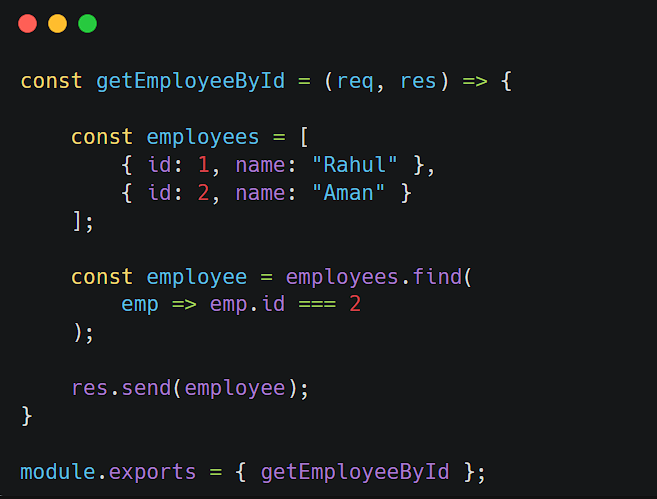 const getEmployeeById = (req, res) => {
const employees = [
{ id: 1, name: "Rahul" },
{ id: 2, name: "Aman" }
];
const employee = employees.find(
emp => emp.id === 2
);
res.send(employee);
}
module.exports = { getEmployeeById };